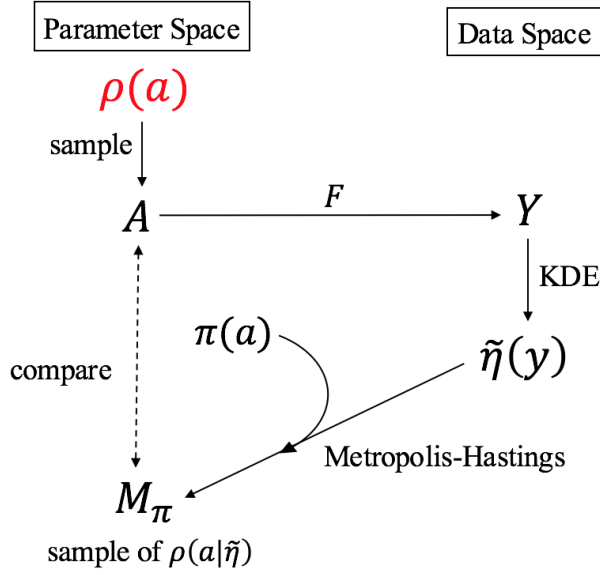 Parameter Space
Data Space
ρ(a)
sample
A
F
Y
KDE
π(a)
η̃(y)
compare
Metropolis-Hastings
M_π
sample of ρ(a|η̃)